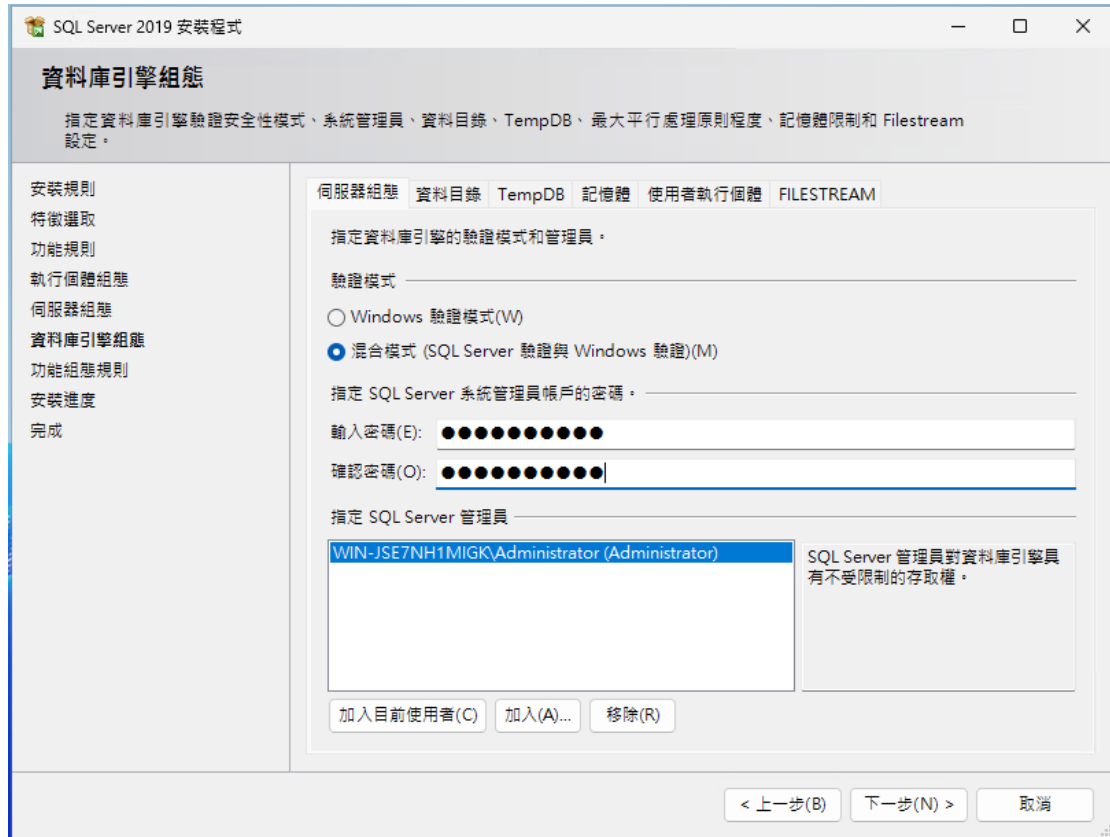 SQL Server 2019 安裝程式
資料庫引擎組態
指定資料庫引擎驗證安全性模式、系統管理員、資料目錄、TempDB、最大平行處理原則程度、記憶體限制和 Filestream
設定。
安裝規則
特徵選取
功能規則
執行個體組態
伺服器組態
資料庫引擎組態
功能組態規則
安裝進度
完成
伺服器組態 資料目錄 TempDB 記憶體 使用者執行個體 FILESTREAM
指定資料庫引擎的驗證模式和管理員。
驗證模式
Windows 驗證模式(W)
混合模式 (SQL Server 驗證與 Windows 驗證)(M)
指定 SQL Server 系統管理員帳戶的密碼。
輸入密碼(E): ●●●●●●●●●●
確認密碼(O): ●●●●●●●●●●
指定 SQL Server 管理員
WIN-JSE7NH1MIGK\Administrator (Administrator)
SQL Server 管理員對資料庫引擎具
有不受限制的存取權。
加入目前使用者(C) 加入(A)... 移除(R)
< 上一步(B) 下一步(N) > 取消